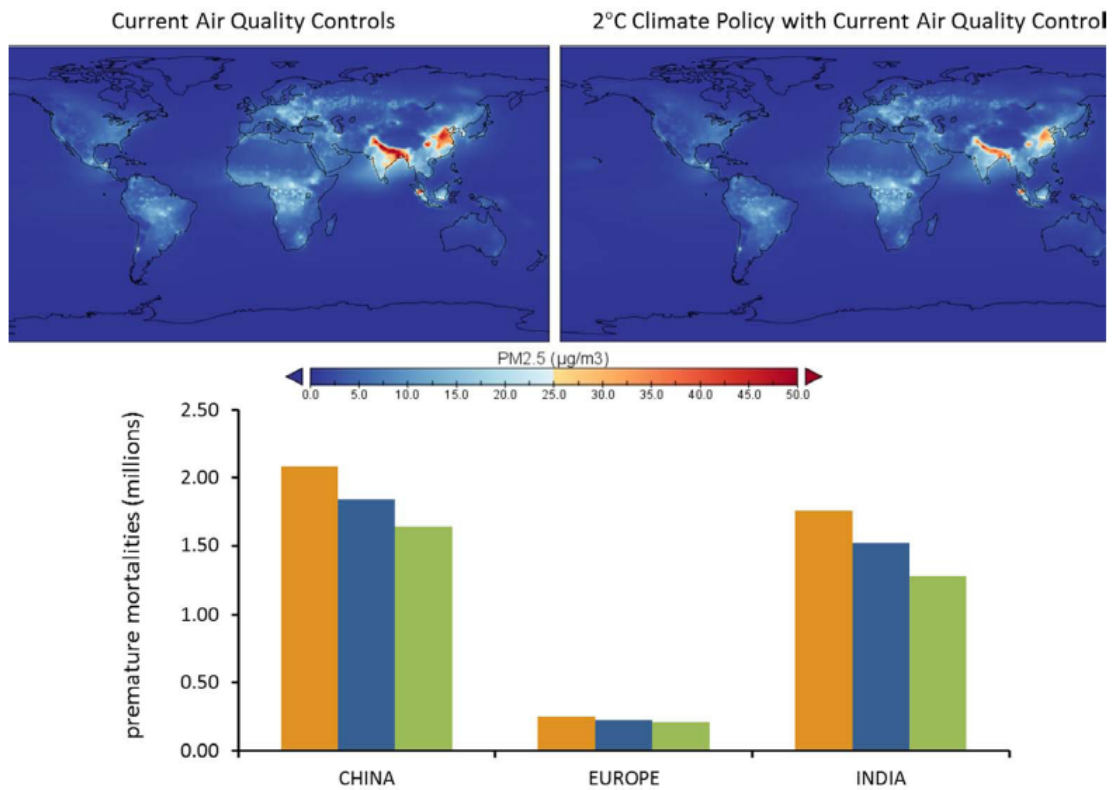 Current Air Quality Controls
2°C Climate Policy with Current Air Quality Control
PM2.5 (µg/m3)
0.0 5.0 10.0 15.0 20.0 25.0 30.0 35.0 40.0 45.0 50.0
premature mortalities (millions)
2.50
2.00
1.50
1.00
0.50
0.00
CHINA EUROPE INDIA